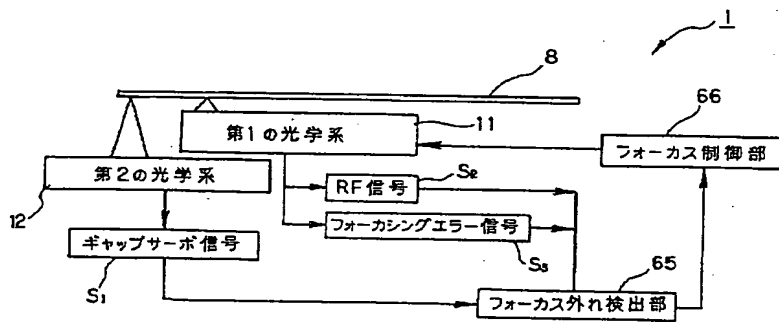 1
8
66
第1の光学系
11
フォーカス制御部
第2の光学系
RF信号
S2
12
フォーカシングエラー信号
ギャップサーボ信号
S3
65
S1
フォーカス外れ検出部